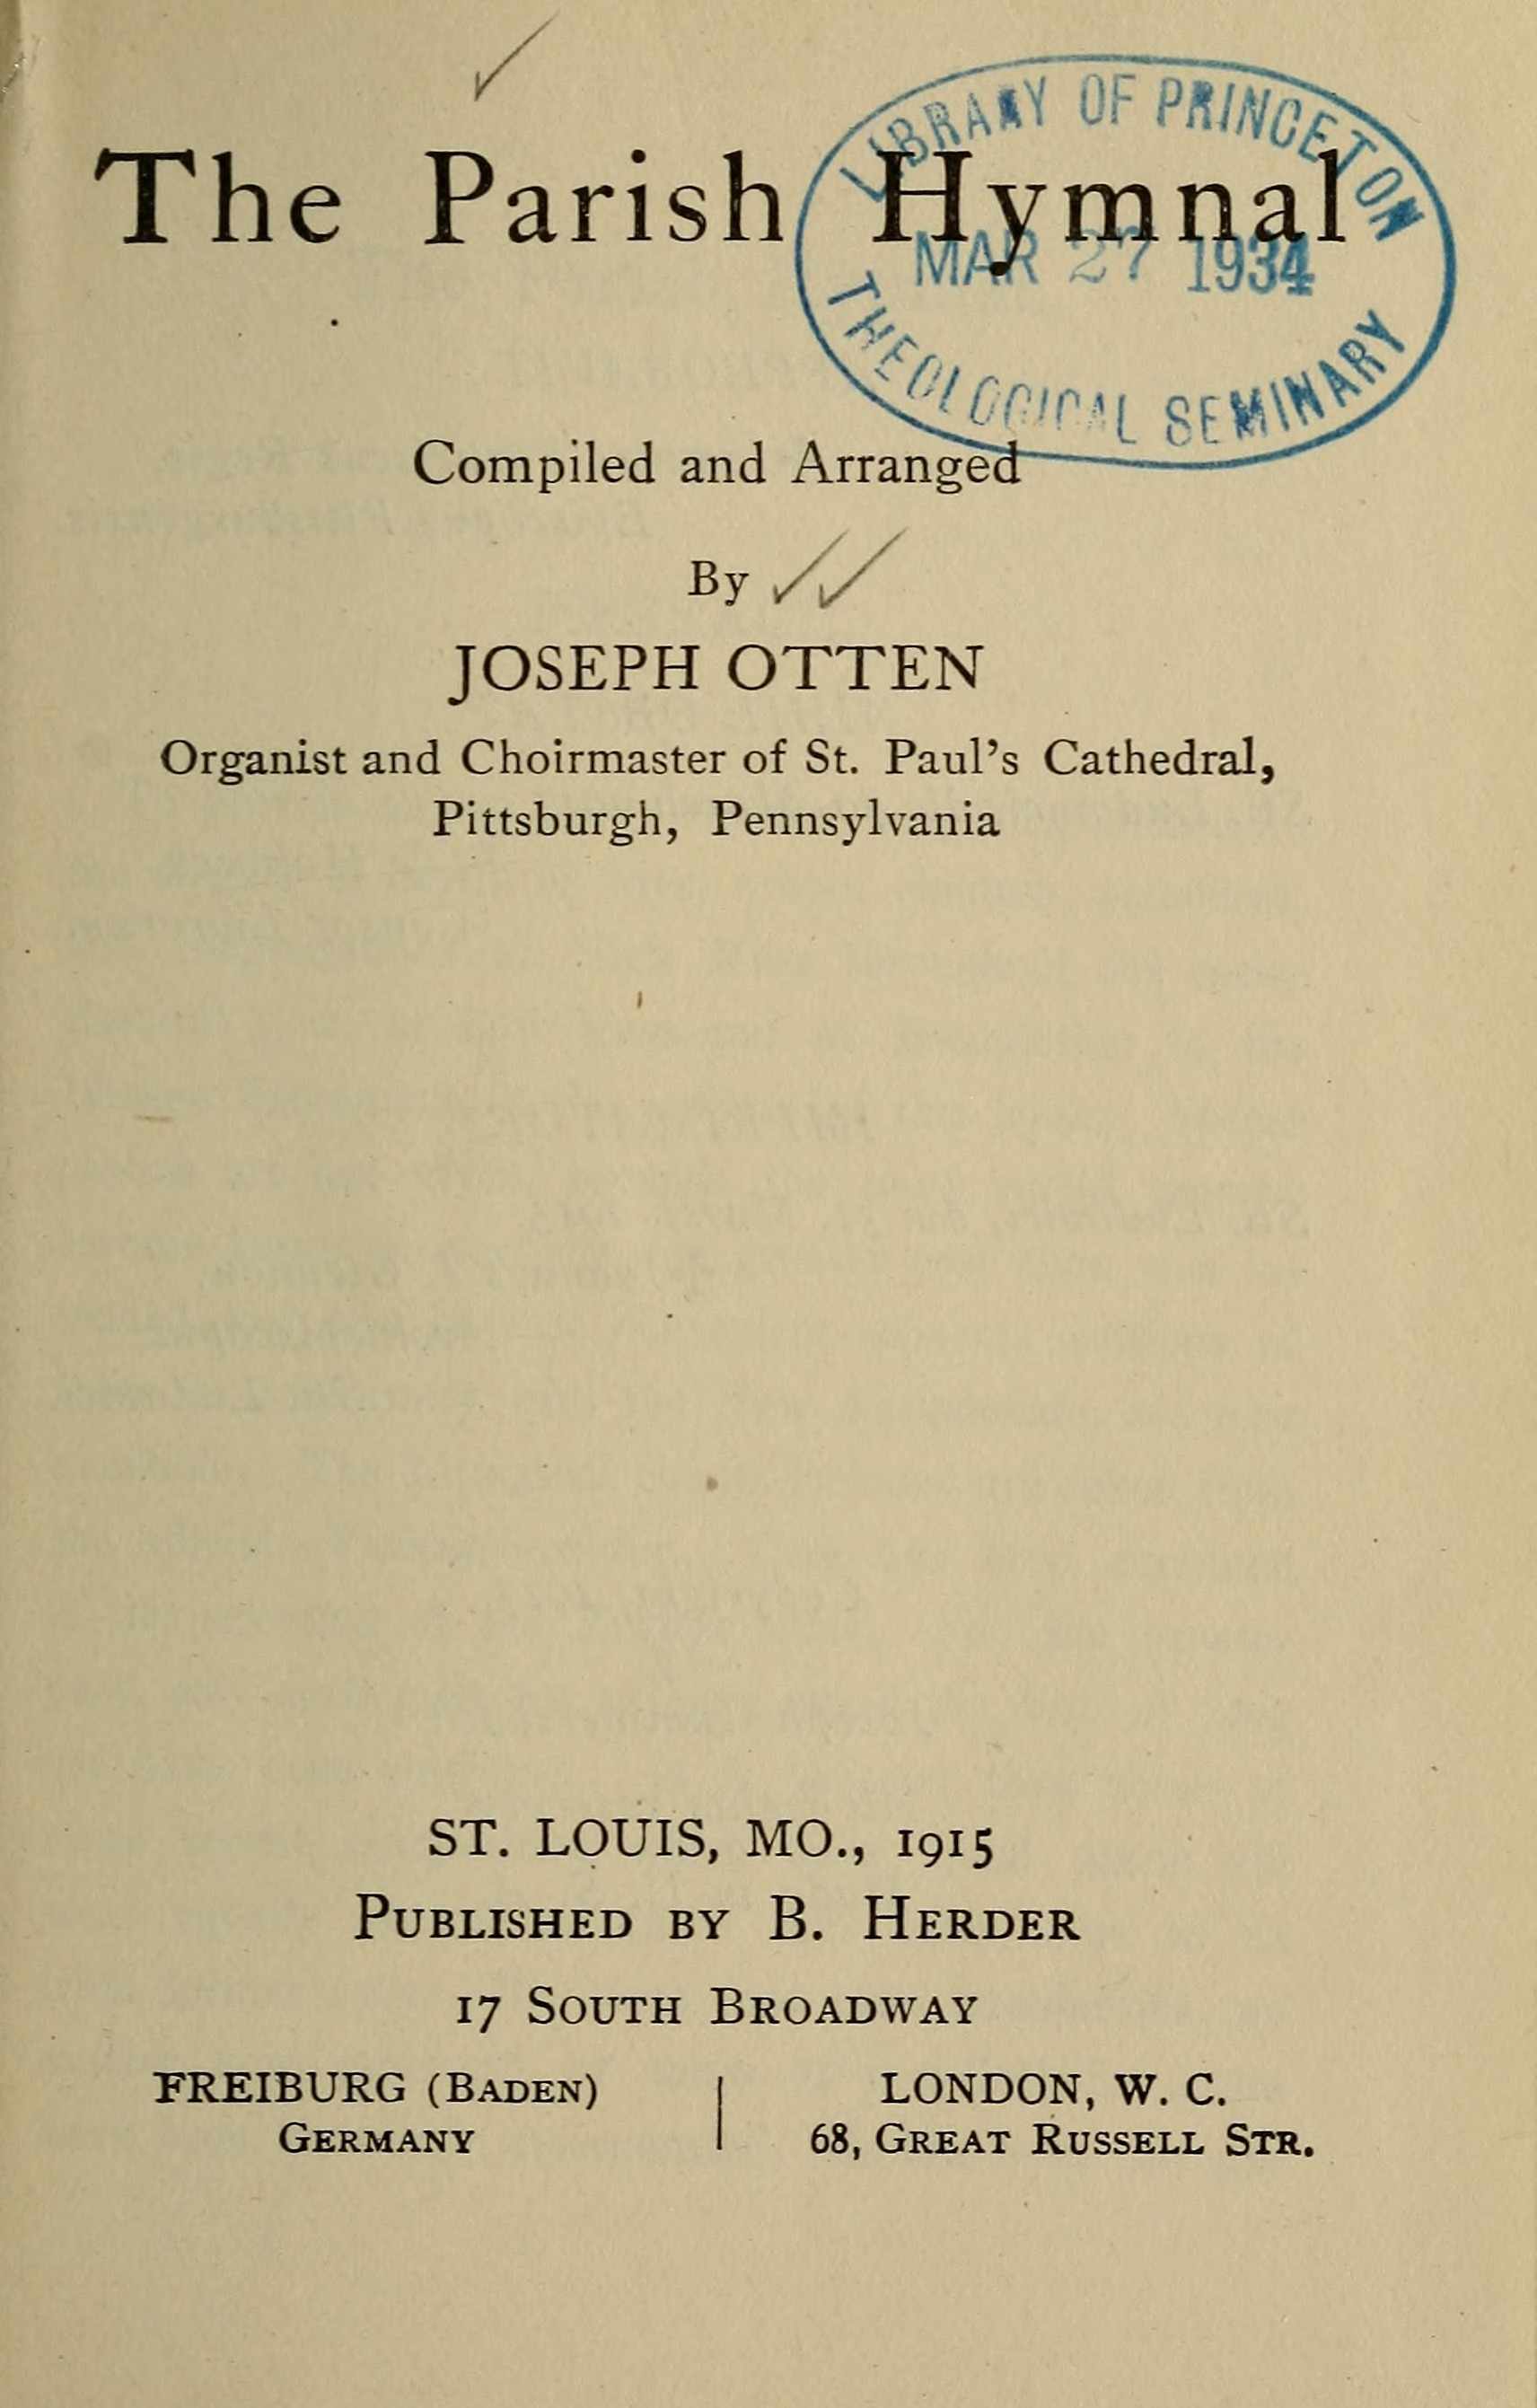 The Parish Hymnal
LIBRARY OF PRINCETON
MAR 27 1934
THEOLOGICAL SEMINARY
Compiled and Arranged
By
JOSEPH OTTEN
Organist and Choirmaster of St. Paul's Cathedral,
Pittsburgh, Pennsylvania
ST. LOUIS, MO., 1915
PUBLISHED BY B. HERDER
17 SOUTH BROADWAY
FREIBURG (BADEN)
GERMANY
LONDON, W. C.
68, GREAT RUSSELL STR.